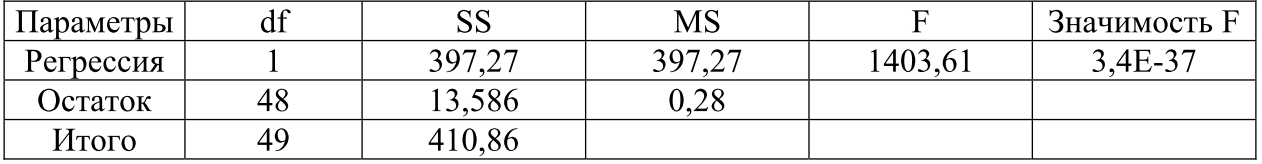 Параметры df SS MS F Значимость F
Регрессия 1 397,27 397,27 1403,61 3,4E-37
Остаток 48 13,586 0,28
Итого 49 410,86